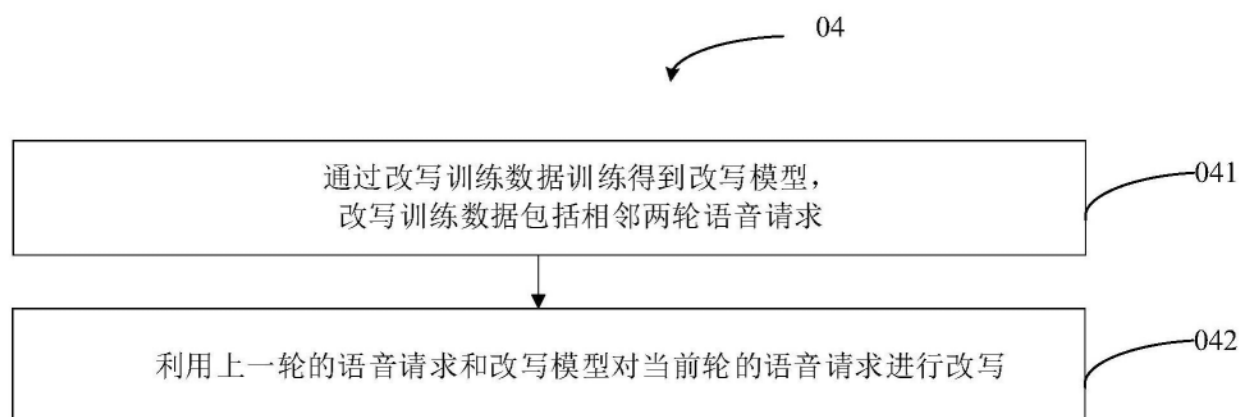 04
通过改写训练数据训练得到改写模型，
改写训练数据包括相邻两轮语音请求
041
利用上一轮的语音请求和改写模型对当前轮的语音请求进行改写
042